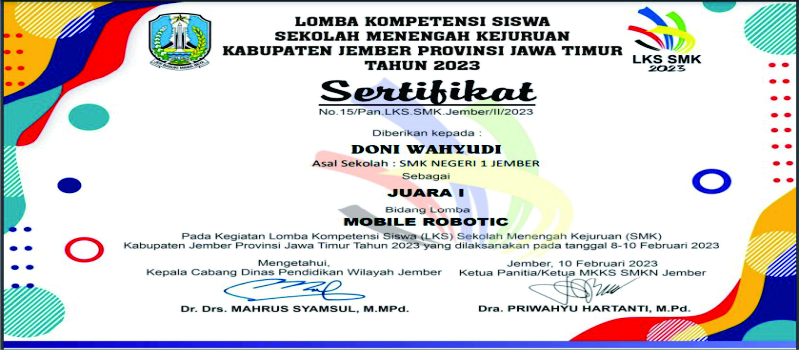 LOMBA KOMPETENSI SISWA
SEKOLAH MENENGAH KEJURUAN
KABUPATEN JEMBER PROVINSI JAWA TIMUR
TAHUN 2023
LKS SMK
2023
Sertifikat
No.15/Pan.LKS.SMK.Jember/II/2023
Diberikan kepada :
DONI WAHYUDI
Asal Sekolah : SMK NEGERI 1 JEMBER
Sebagai
JUARA I
Bidang Lomba
MOBILE ROBOTIC
Pada Kegiatan Lomba Kompetensi Siswa (LKS) Sekolah Menengah Kejuruan (SMK)
Kabupaten Jember Provinsi Jawa Timur Tahun 2023 yang dilaksanakan pada tanggal 8-10 Februari 2023
Mengetahui,
Kepala Cabang Dinas Pendidikan Wilayah Jember
Dr. Drs. MAHRUS SYAMSUL, M.MPd.
Jember, 10 Februari 2023
Ketua Panitia/Ketua MKKS SMKN Jember
Dra. PRIWAHYU HARTANTI, M.Pd.